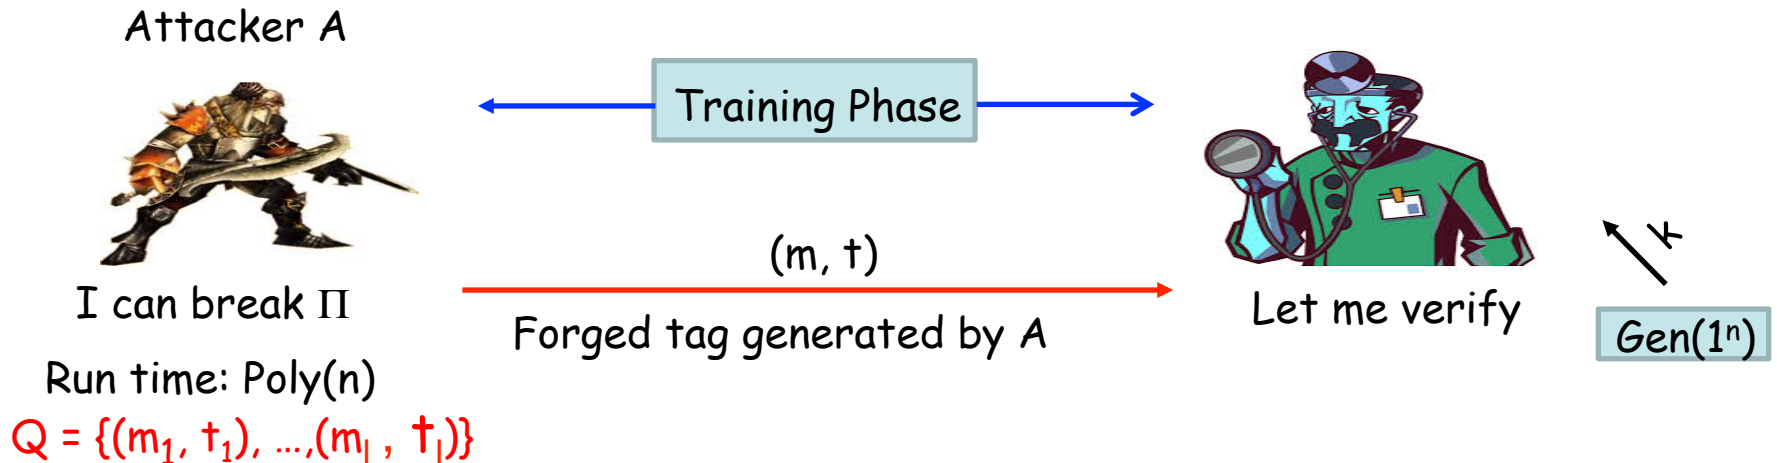 Attacker A
Training Phase
(m, t)
k
I can break Π
Let me verify
Forged tag generated by A
Gen(1ⁿ)
Run time: Poly(n)
Q = {(m₁, t₁), ...,(mₗ , tₗ)}